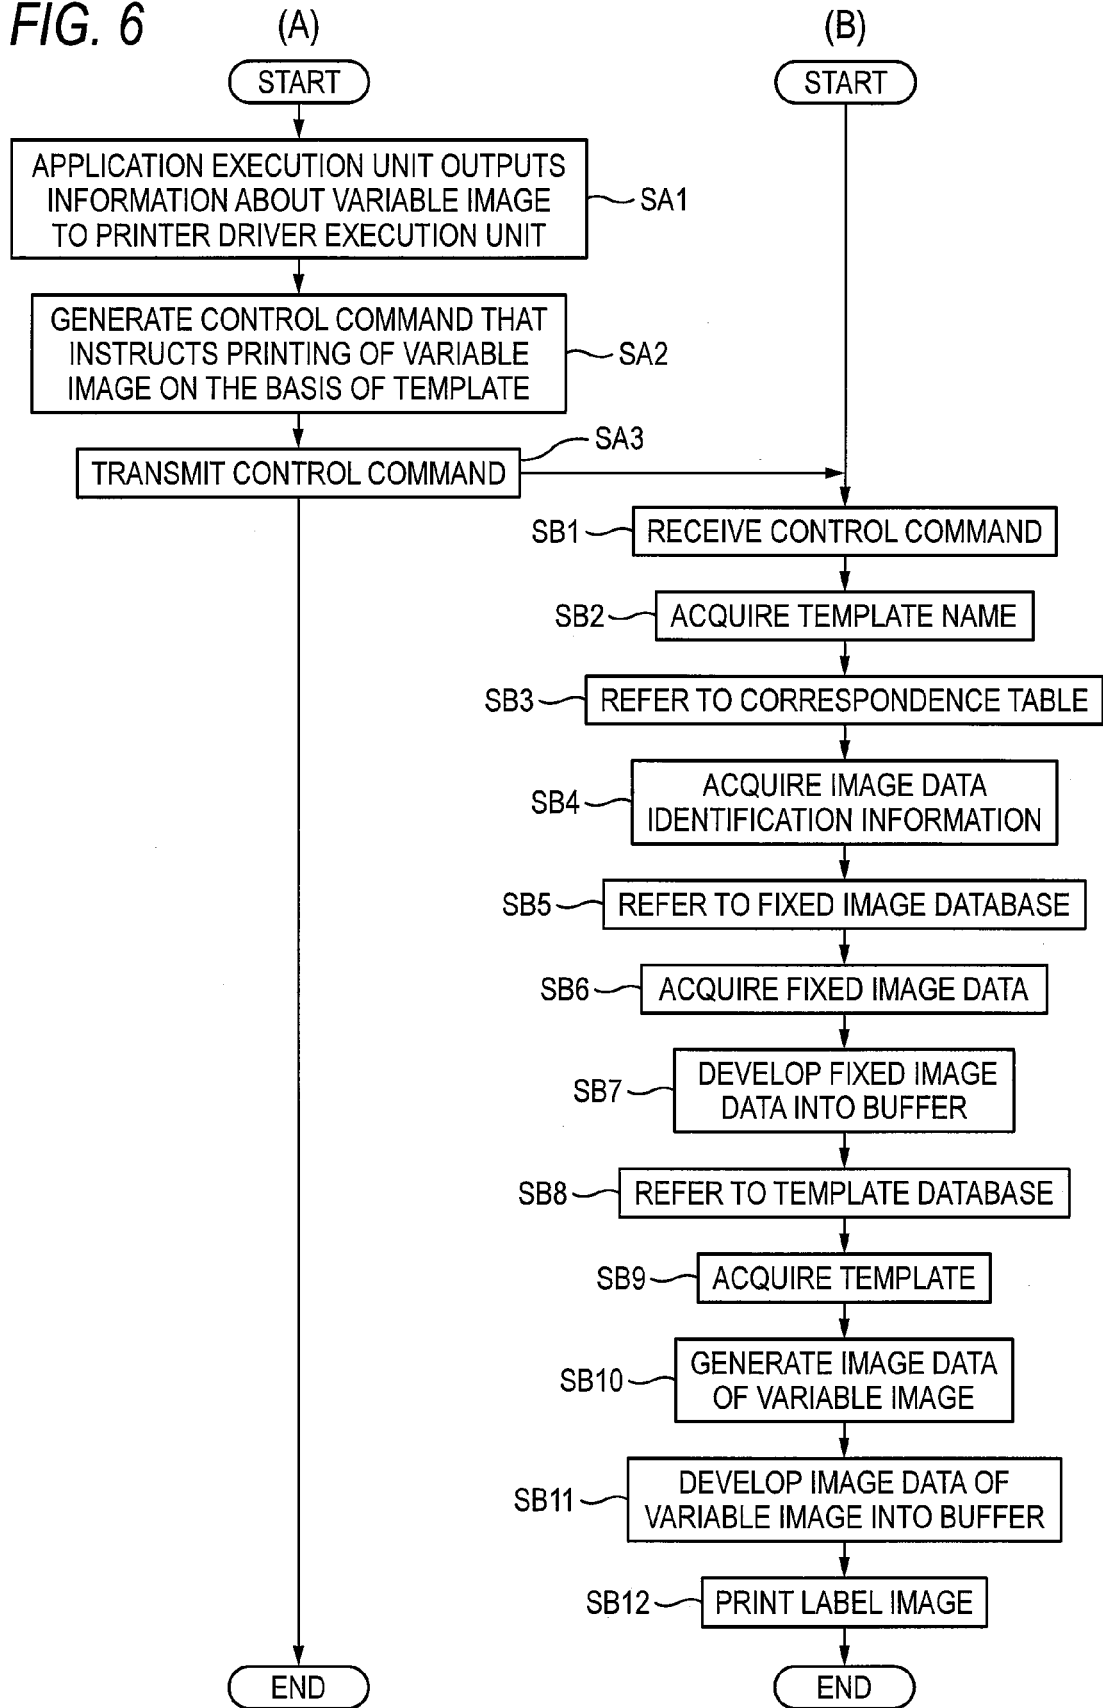 FIG. 6
(A)
(B)
START
START
APPLICATION EXECUTION UNIT OUTPUTS
INFORMATION ABOUT VARIABLE IMAGE
TO PRINTER DRIVER EXECUTION UNIT
SA1
GENERATE CONTROL COMMAND THAT
INSTRUCTS PRINTING OF VARIABLE
IMAGE ON THE BASIS OF TEMPLATE
SA2
SA3
TRANSMIT CONTROL COMMAND
SB1
RECEIVE CONTROL COMMAND
SB2
ACQUIRE TEMPLATE NAME
SB3
REFER TO CORRESPONDENCE TABLE
SB4
ACQUIRE IMAGE DATA
IDENTIFICATION INFORMATION
SB5
REFER TO FIXED IMAGE DATABASE
SB6
ACQUIRE FIXED IMAGE DATA
SB7
DEVELOP FIXED IMAGE
DATA INTO BUFFER
SB8
REFER TO TEMPLATE DATABASE
SB9
ACQUIRE TEMPLATE
SB10
GENERATE IMAGE DATA
OF VARIABLE IMAGE
SB11
DEVELOP IMAGE DATA OF
VARIABLE IMAGE INTO BUFFER
SB12
PRINT LABEL IMAGE
END
END